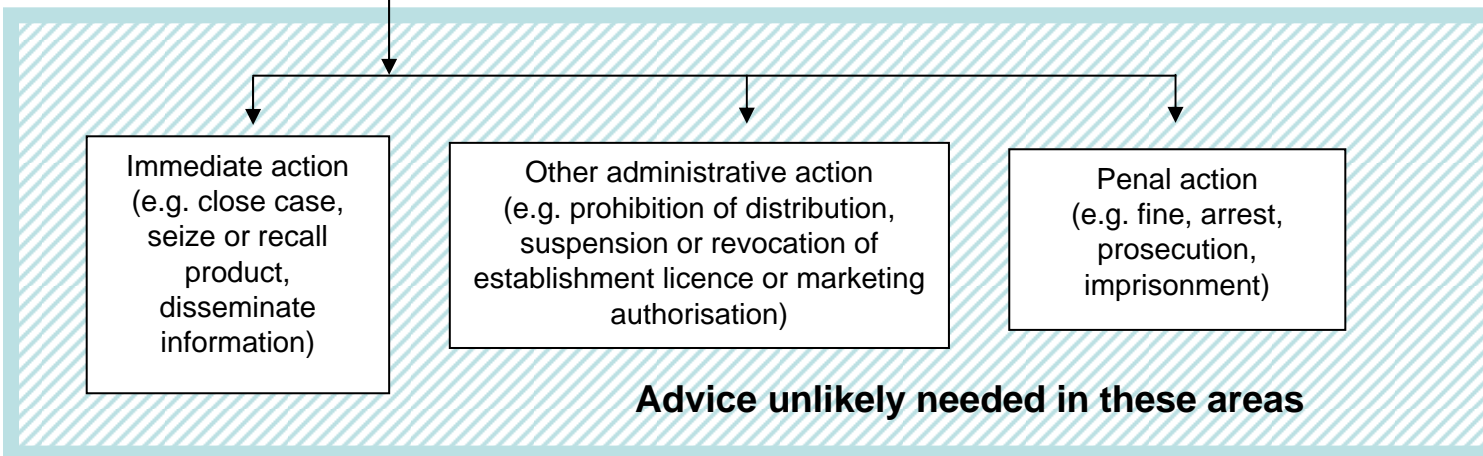 Immediate action
(e.g. close case,
seize or recall
product,
disseminate
information)
Other administrative action
(e.g. prohibition of distribution,
suspension or revocation of
establishment licence or marketing
authorisation)
Penal action
(e.g. fine, arrest,
prosecution,
imprisonment)
Advice unlikely needed in these areas